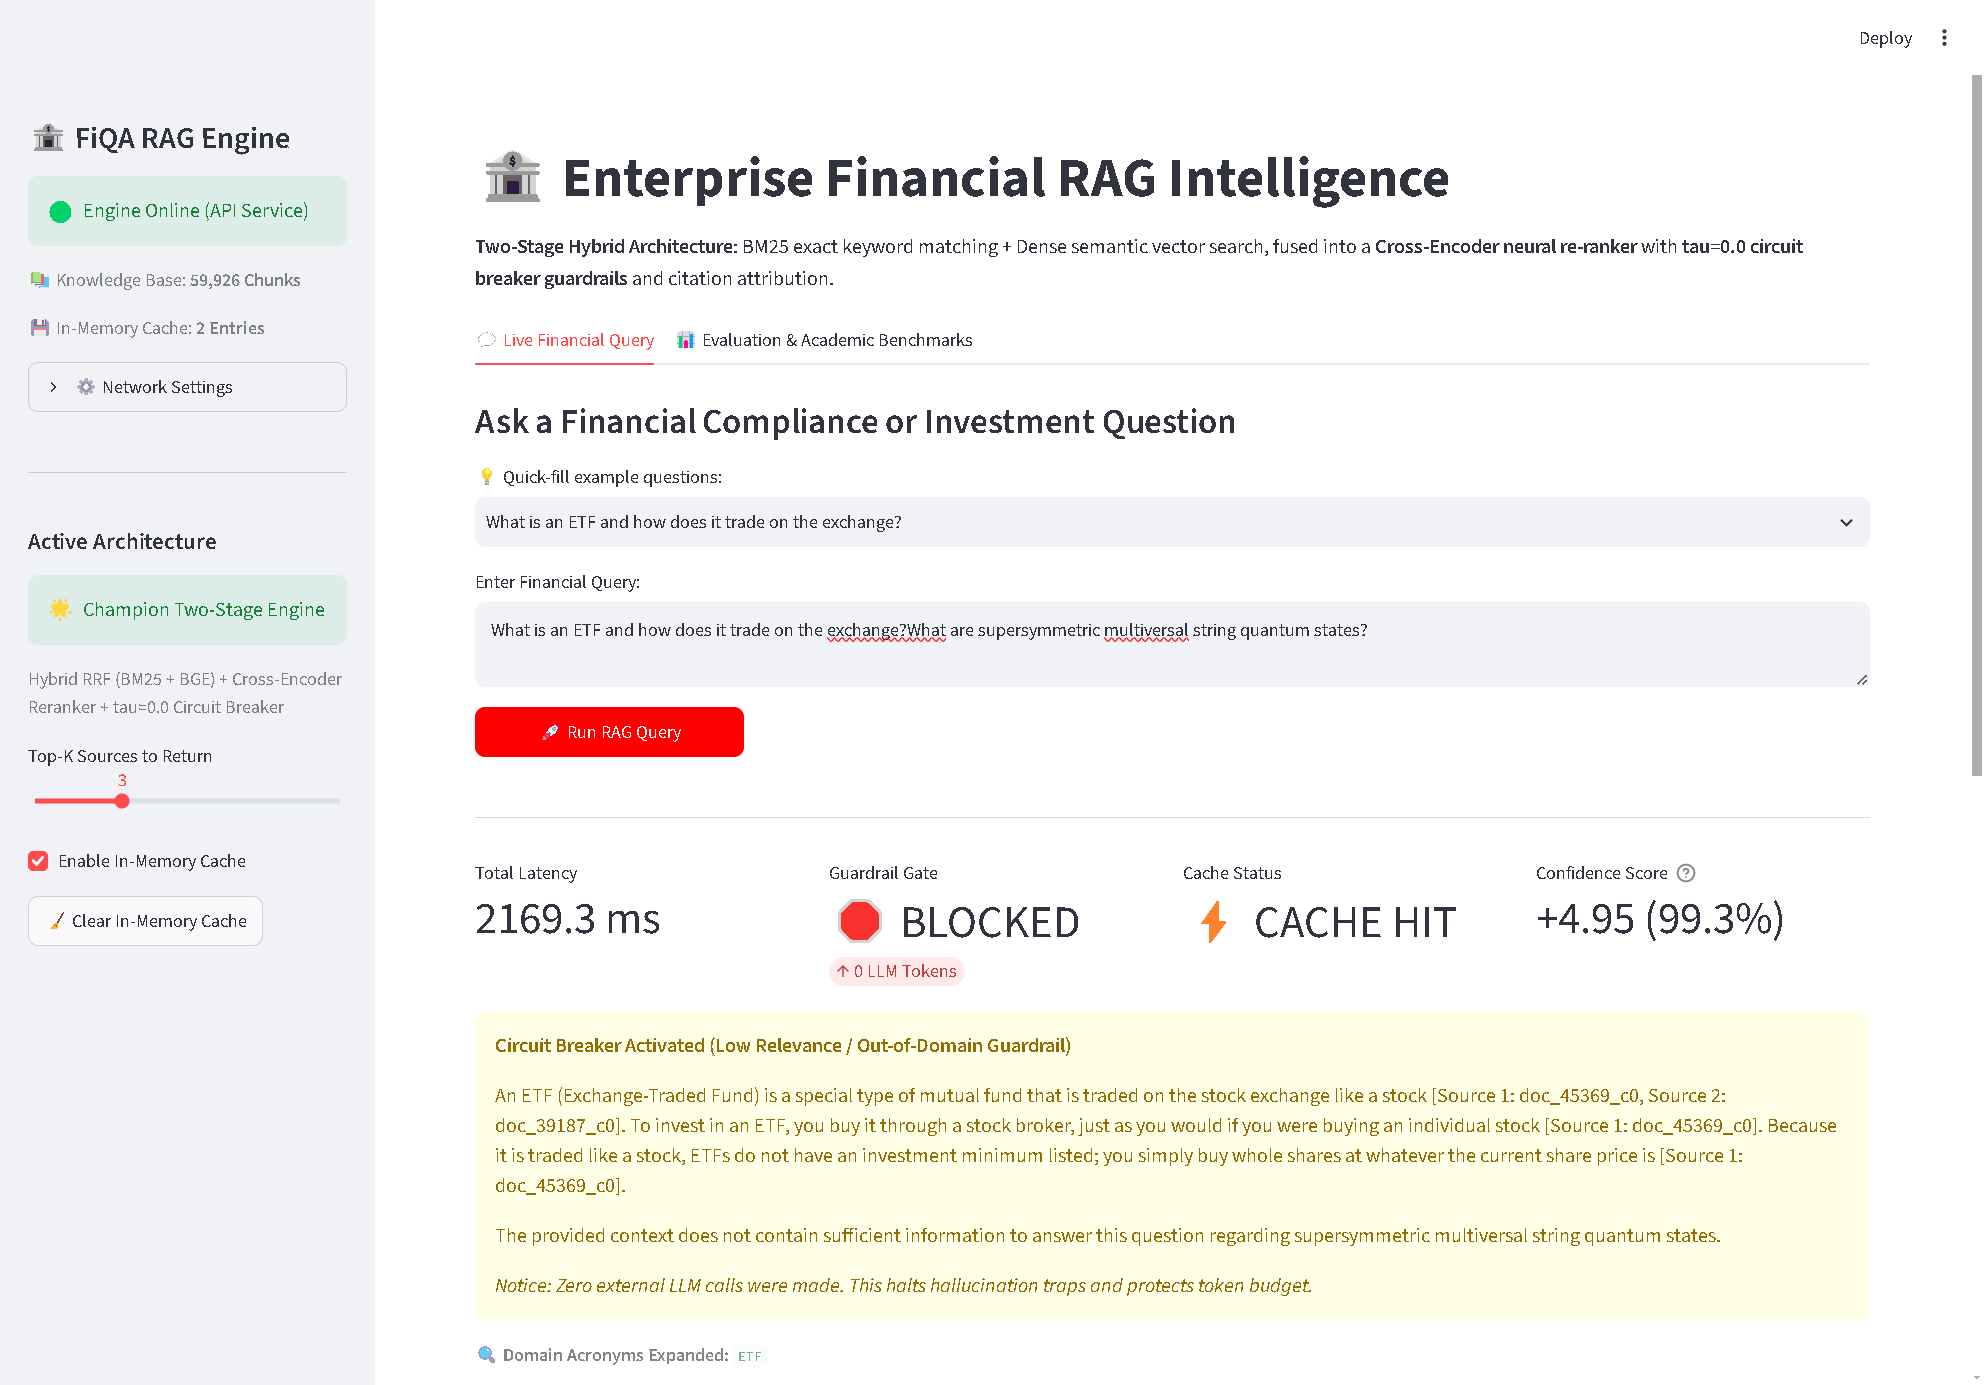 Deploy
FiQA RAG Engine
Engine Online (API Service)
Knowledge Base: 59,926 Chunks
In-Memory Cache: 2 Entries
Network Settings
Active Architecture
Champion Two-Stage Engine
Hybrid RRF (BM25 + BGE) + Cross-Encoder
Reranker + tau=0.0 Circuit Breaker
Top-K Sources to Return
3
Enable In-Memory Cache
Clear In-Memory Cache
Enterprise Financial RAG Intelligence
Two-Stage Hybrid Architecture: BM25 exact keyword matching + Dense semantic vector search, fused into a Cross-Encoder neural re-ranker with tau=0.0 circuit
breaker guardrails and citation attribution.
Live Financial Query
Evaluation & Academic Benchmarks
Ask a Financial Compliance or Investment Question
Quick-fill example questions:
What is an ETF and how does it trade on the exchange?
Enter Financial Query:
What is an ETF and how does it trade on the exchange?What are supersymmetric multiversal string quantum states?
Run RAG Query
Total Latency
2169.3 ms
Guardrail Gate
BLOCKED
↑ 0 LLM Tokens
Cache Status
CACHE HIT
Confidence Score
+4.95 (99.3%)
Circuit Breaker Activated (Low Relevance / Out-of-Domain Guardrail)
An ETF (Exchange-Traded Fund) is a special type of mutual fund that is traded on the stock exchange like a stock [Source 1: doc_45369_c0, Source 2:
doc_39187_c0]. To invest in an ETF, you buy it through a stock broker, just as you would if you were buying an individual stock [Source 1: doc_45369_c0]. Because
it is traded like a stock, ETFs do not have an investment minimum listed; you simply buy whole shares at whatever the current share price is [Source 1:
doc_45369_c0].
The provided context does not contain sufficient information to answer this question regarding supersymmetric multiversal string quantum states.
Notice: Zero external LLM calls were made. This halts hallucination traps and protects token budget.
Domain Acronyms Expanded: ETF